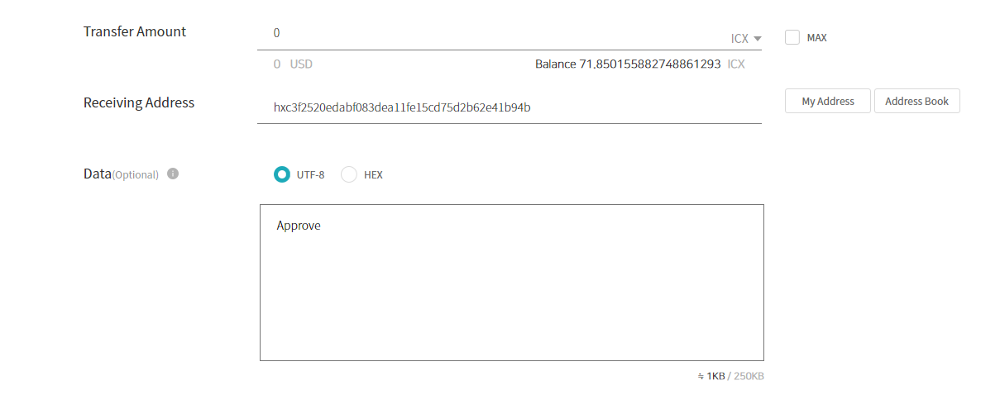 Transfer Amount
0
ICX
MAX
0 USD
Balance 71.850155882748861293 ICX
Receiving Address
hxc3f2520edabf083dea11fe15cd75d2b62e41b94b
My Address
Address Book
Data(Optional)
UTF-8
HEX
Approve
≒ 1KB / 250KB